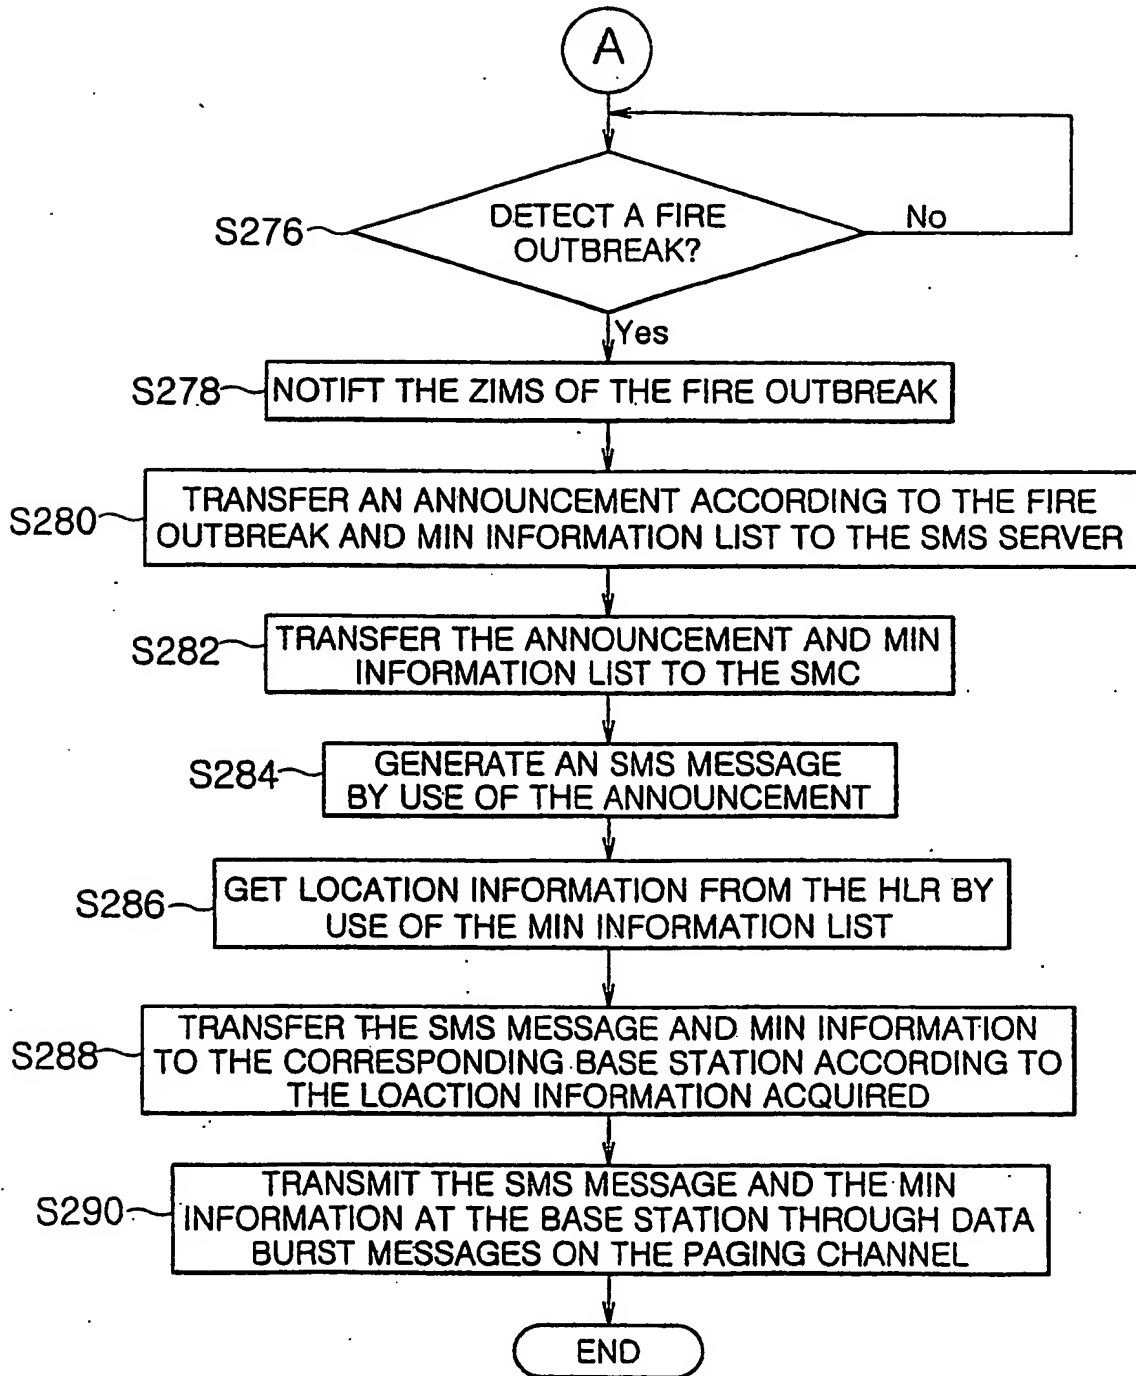 A
S276
DETECT A FIRE
OUTBREAK?
No
Yes
S278
NOTIFT THE ZIMS OF THE FIRE OUTBREAK
S280
TRANSFER AN ANNOUNCEMENT ACCORDING TO THE FIRE
OUTBREAK AND MIN INFORMATION LIST TO THE SMS SERVER
S282
TRANSFER THE ANNOUNCEMENT AND MIN
INFORMATION LIST TO THE SMC
S284
GENERATE AN SMS MESSAGE
BY USE OF THE ANNOUNCEMENT
S286
GET LOCATION INFORMATION FROM THE HLR BY
USE OF THE MIN INFORMATION LIST
S288
TRANSFER THE SMS MESSAGE AND MIN INFORMATION
TO THE CORRESPONDING BASE STATION ACCORDING TO
THE LOACTION INFORMATION ACQUIRED
S290
TRANSMIT THE SMS MESSAGE AND THE MIN
INFORMATION AT THE BASE STATION THROUGH DATA
BURST MESSAGES ON THE PAGING CHANNEL
END